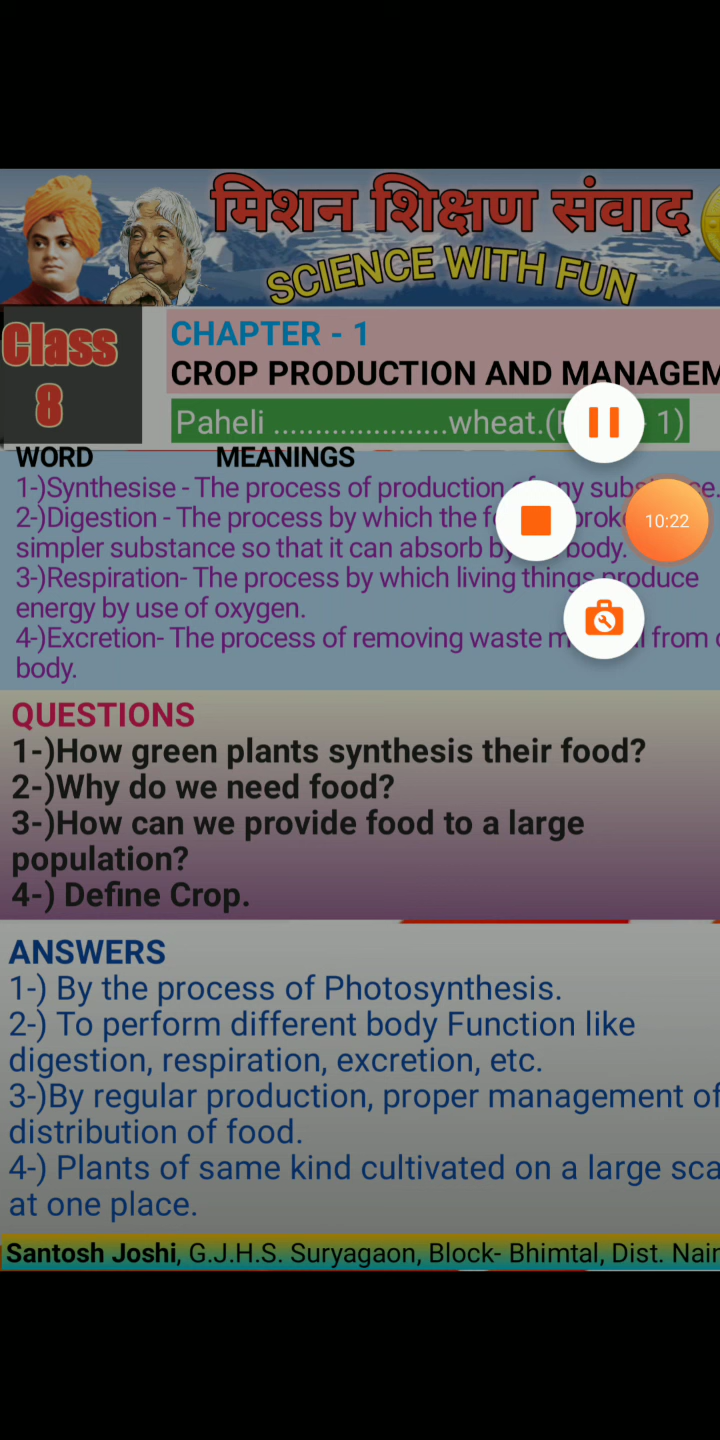 मिशन शिक्षण संवाद
SCIENCE WITH FUN
Class
8
CHAPTER - 1
CROP PRODUCTION AND MANAGEM
Paheli .....................wheat.( 1)
WORD MEANINGS
1-)Synthesise - The process of production ny
2-)Digestion - The process by which the
simpler substance so that it can absorb by body.
10:22
3-)Respiration- The process by which living things produce
energy by use of oxygen.
4-)Excretion- The process of removing waste from
body.
QUESTIONS
1-)How green plants synthesis their food?
2-)Why do we need food?
3-)How can we provide food to a large
population?
4-) Define Crop.
ANSWERS
1-) By the process of Photosynthesis.
2-) To perform different body Function like
digestion, respiration, excretion, etc.
3-)By regular production, proper management of
distribution of food.
4-) Plants of same kind cultivated on a large sca
at one place.
Santosh Joshi, G.J.H.S. Suryagaon, Block- Bhimtal, Dist. Nai